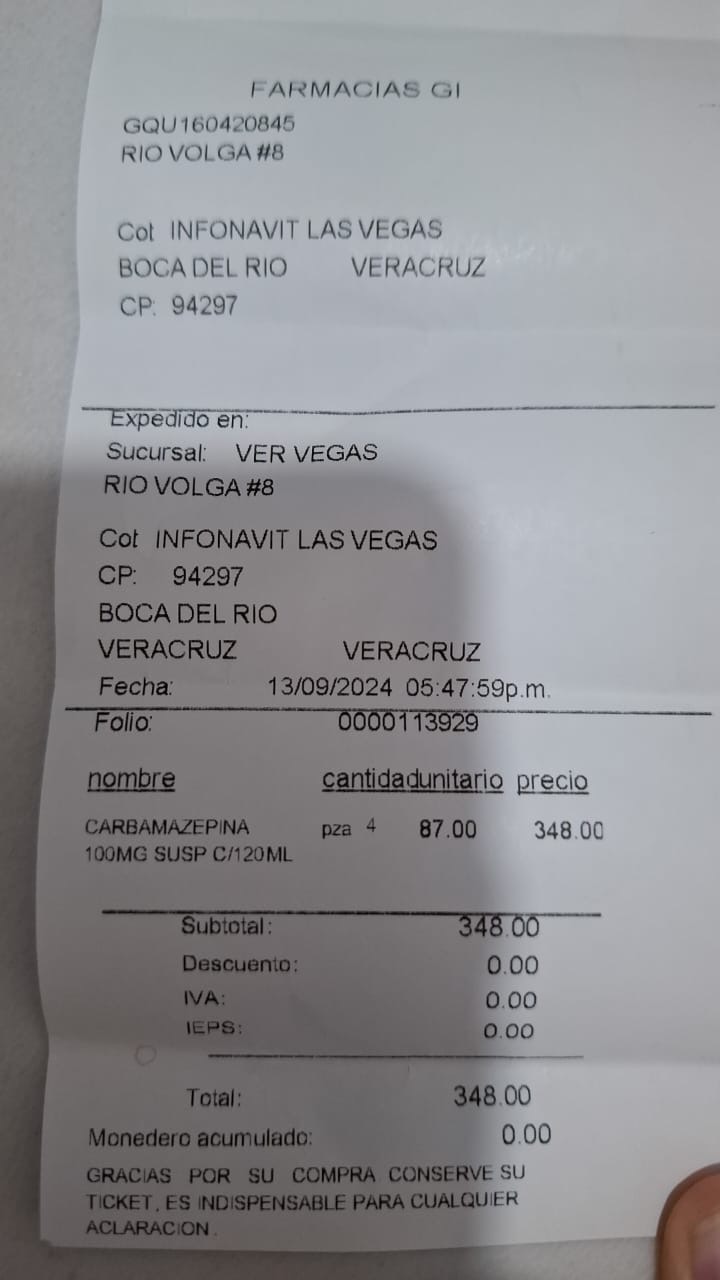 FARMACIAS GI
GQU160420845
RIO VOLGA #8
Cot INFONAVIT LAS VEGAS
BOCA DEL RIO VERACRUZ
CP: 94297
Expedido en:
Sucursal: VER VEGAS
RIO VOLGA #8
Cot INFONAVIT LAS VEGAS
CP: 94297
BOCA DEL RIO
VERACRUZ VERACRUZ
Fecha: 13/09/2024 05:47:59p.m.
Folio: 0000113929
nombre cantidadunitario precio
CARBAMAZEPINA pza 4 87.00 348.00
100MG SUSP C/120ML
Subtotal: 348.00
Descuento: 0.00
IVA: 0.00
IEPS: 0.00
Total: 348.00
Monedero acumulado: 0.00
GRACIAS POR SU COMPRA CONSERVE SU
TICKET, ES INDISPENSABLE PARA CUALQUIER
ACLARACION.